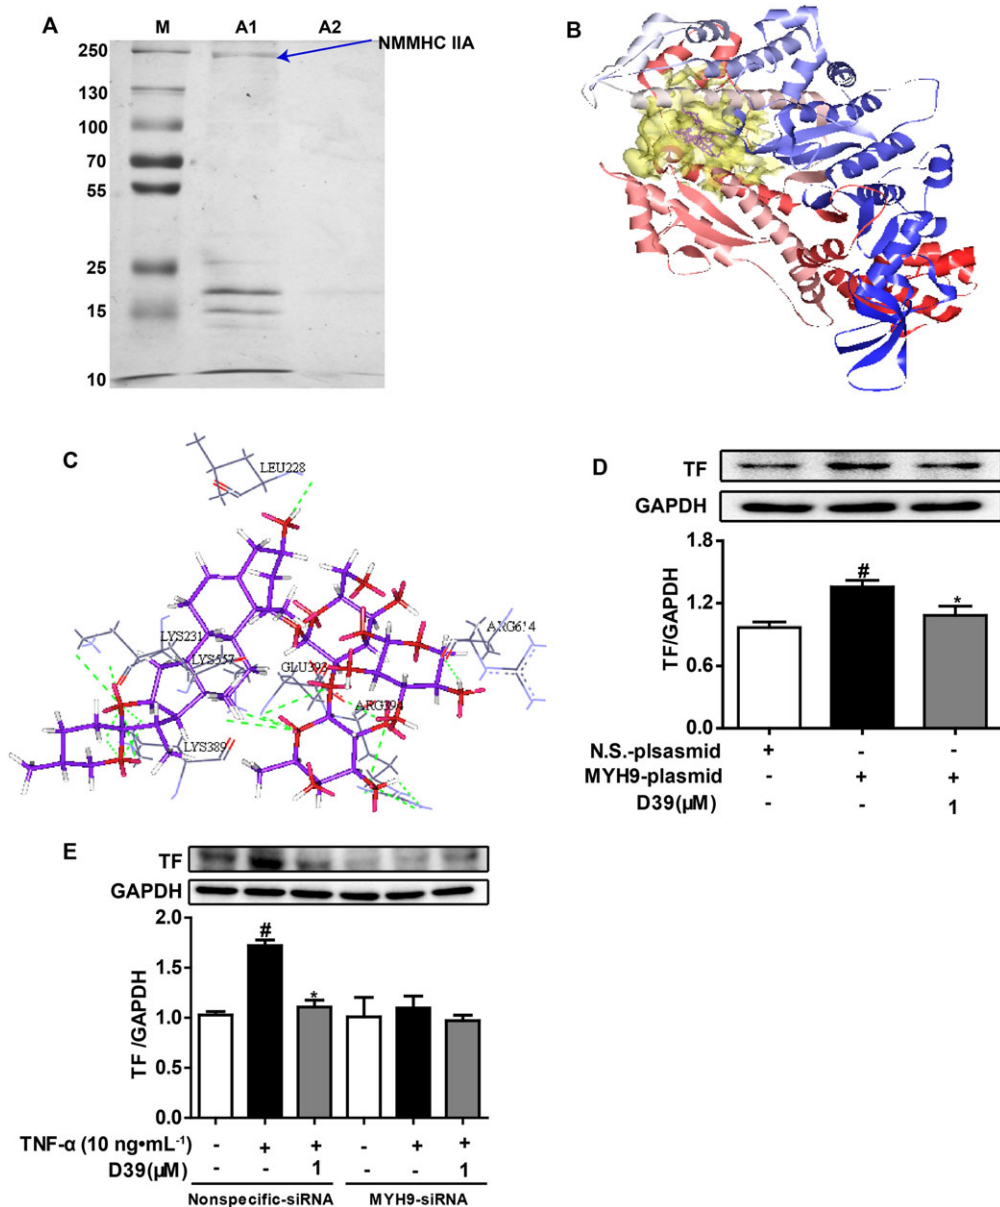 A
M A1 A2
NMMHC IIA
250
130
100
70
55
25
15
10
B
C
LEU228
LYS231
LYS557
GLU393
ARG614
ARG394
LYS389
D
TF
GAPDH
TF/GAPDH
1.8
1.2
0.6
0.0
#
*
N.S.-plsasmid + - -
MYH9-plasmid - + +
D39(μM) - - 1
E
TF
GAPDH
TF /GAPDH
2.0
1.5
1.0
0.5
0.0
#
*
TNF-α (10 ng•mL⁻¹) - + + - + +
D39(μM) - - 1 - - 1
Nonspecific-siRNA MYH9-siRNA